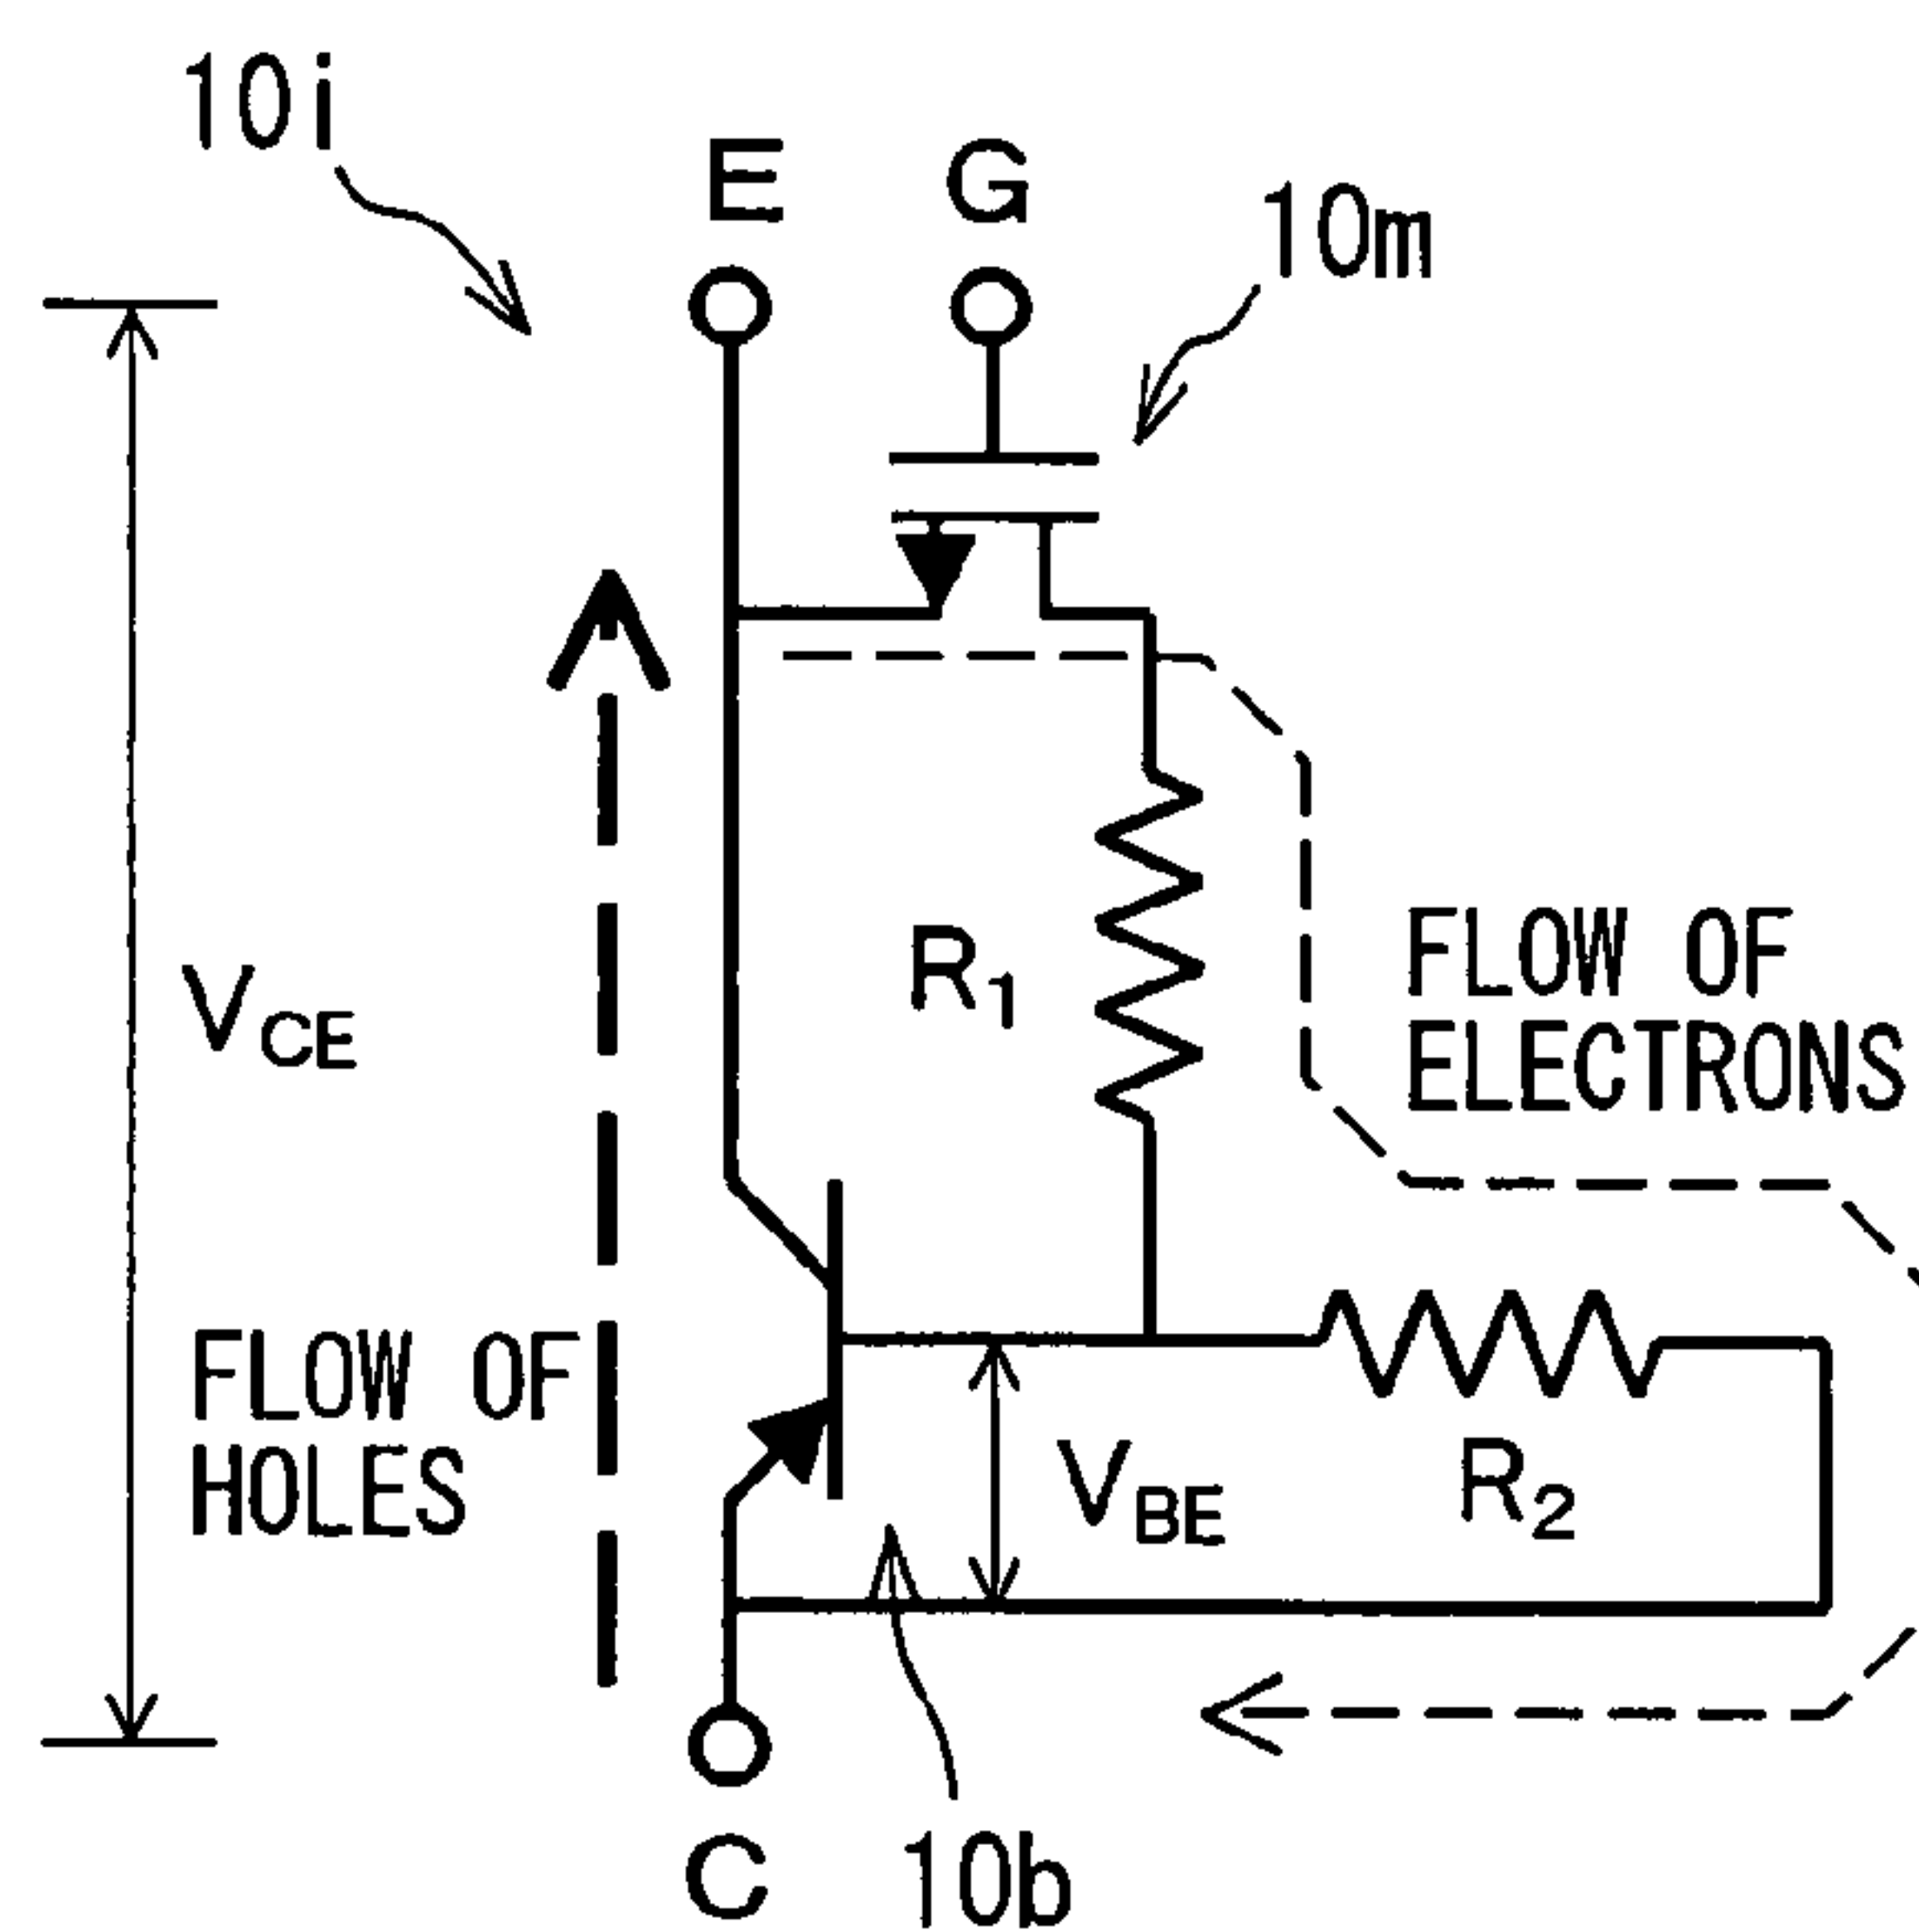 10i
E
G
10m
R1
FLOW OF
ELECTRONS
VCE
FLOW OF
HOLES
VBE
R2
C
10b